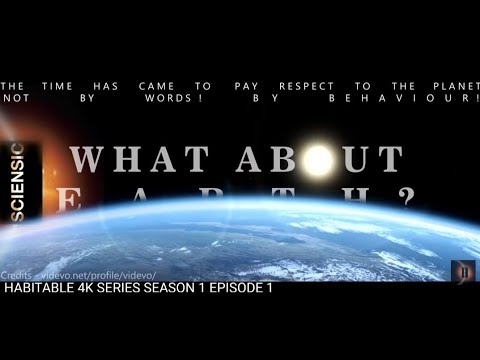 THE TIME HAS CAME TO PAY RESPECT TO THE PLANET
NOT BY WORDS! BY BEHAVIOUR!
SCIENSIC
WHAT ABOUT
EARTH?
Credits - videvo.net/profile/videvo/
HABITABLE 4K SERIES SEASON 1 EPISODE 1